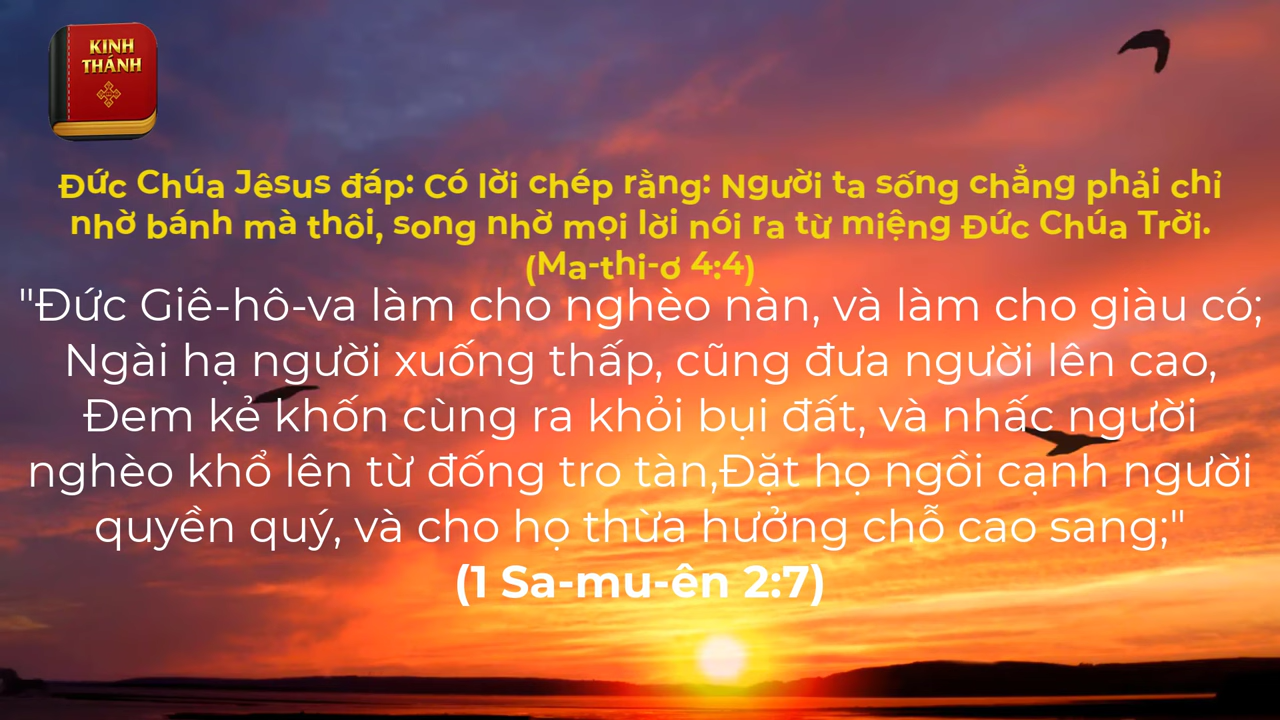 KINH
THÁNH
Đức Chúa Jêsus đáp: Có lời chép rằng: Người ta sống chẳng phải chỉ
nhờ bánh mà thôi, song nhờ mọi lời nói ra từ miệng Đức Chúa Trời.
(Ma-thi-ơ 4:4)
"Đức Giê-hô-va làm cho nghèo nàn, và làm cho giàu có;
Ngài hạ người xuống thấp, cũng đưa người lên cao,
Đem kẻ khốn cùng ra khỏi bụi đất, và nhấc người
nghèo khổ lên từ đống tro tàn,Đặt họ ngồi cạnh người
quyền quý, và cho họ thừa hưởng chỗ cao sang;"
(1 Sa-mu-ên 2:7)